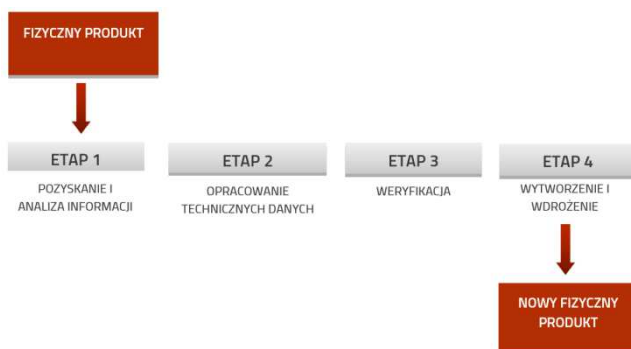 FIZYCZNY PRODUKT
ETAP 1
POZYSKANIE I
ANALIZA INFORMACJI
ETAP 2
OPRACOWANIE
TECHNICZNYCH DANYCH
ETAP 3
WERYFIKACJA
ETAP 4
WYTWORZENIE I
WDROŻENIE
NOWY FIZYCZNY
PRODUKT